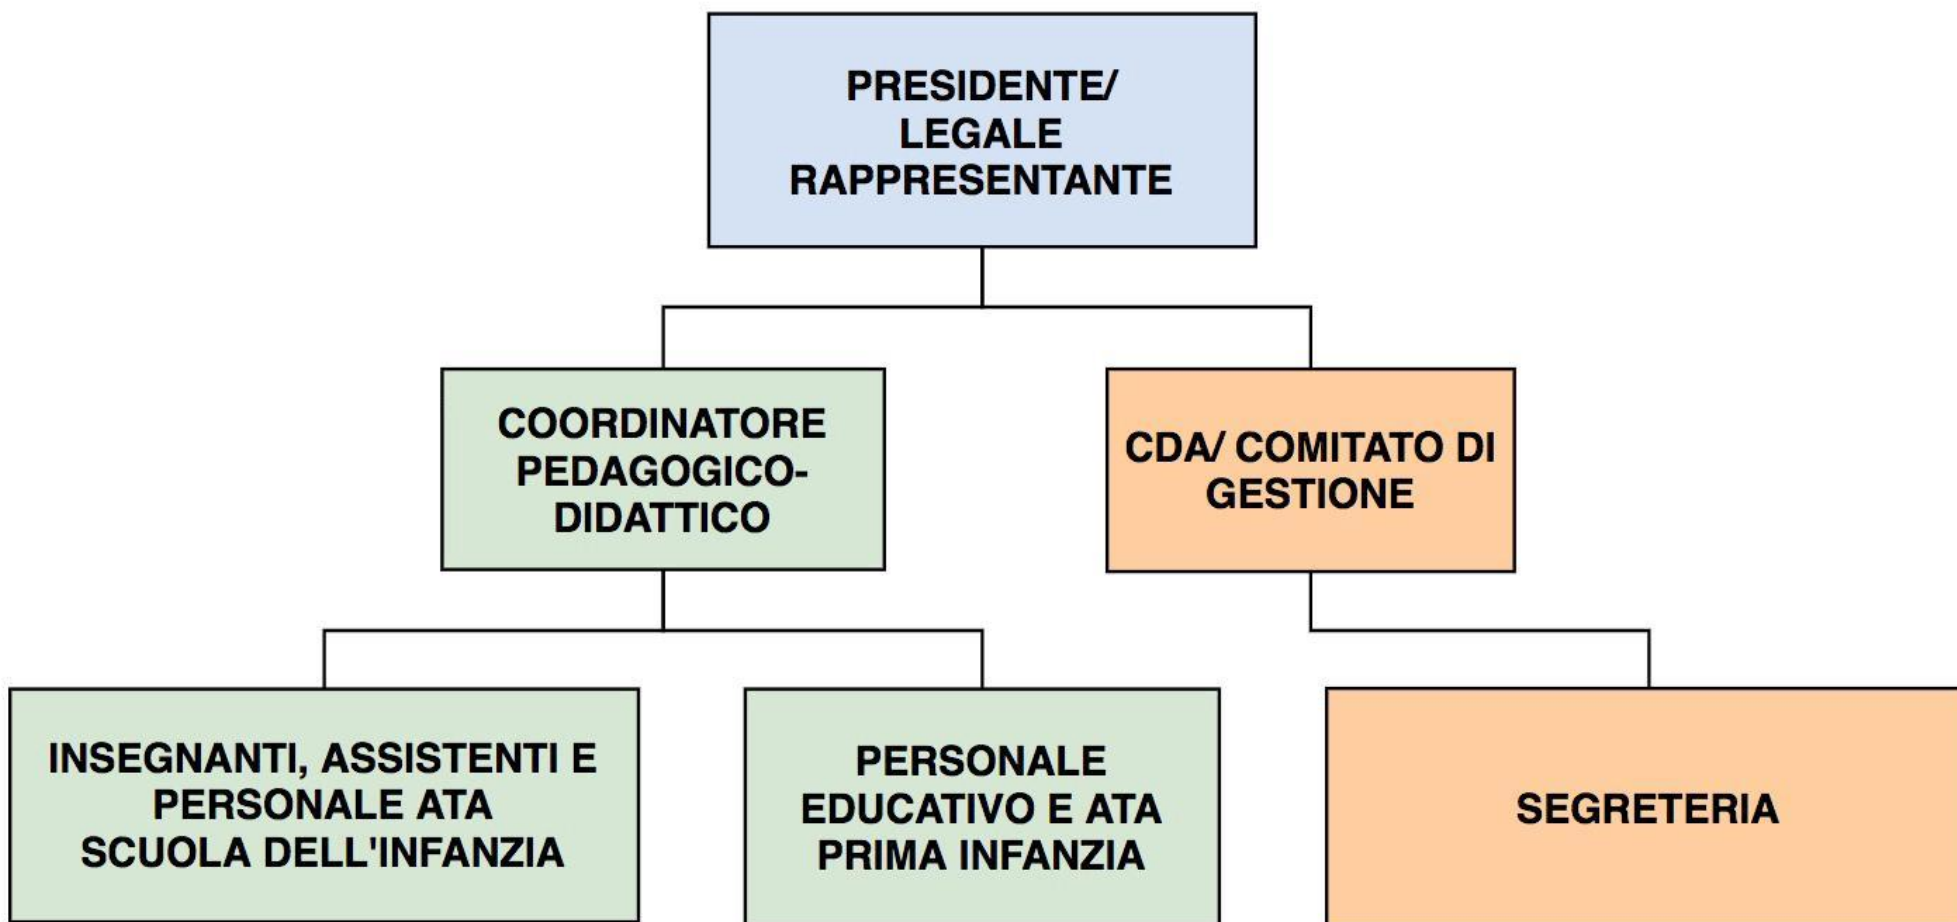 PRESIDENTE/
LEGALE
RAPPRESENTANTE
COORDINATORE
PEDAGOGICO-
DIDATTICO
CDA/ COMITATO DI
GESTIONE
INSEGNANTI, ASSISTENTI E
PERSONALE ATA
SCUOLA DELL'INFANZIA
PERSONALE
EDUCATIVO E ATA
PRIMA INFANZIA
SEGRETERIA